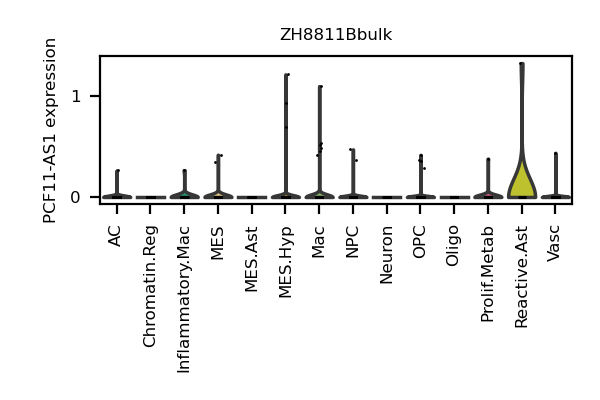 ZH8811Bbulk
PCF11-AS1 expression
1
0
AC
Chromatin.Reg
Inflammatory.Mac
MES
MES.Ast
MES.Hyp
Mac
NPC
Neuron
OPC
Oligo
Prolif.Metab
Reactive.Ast
Vasc